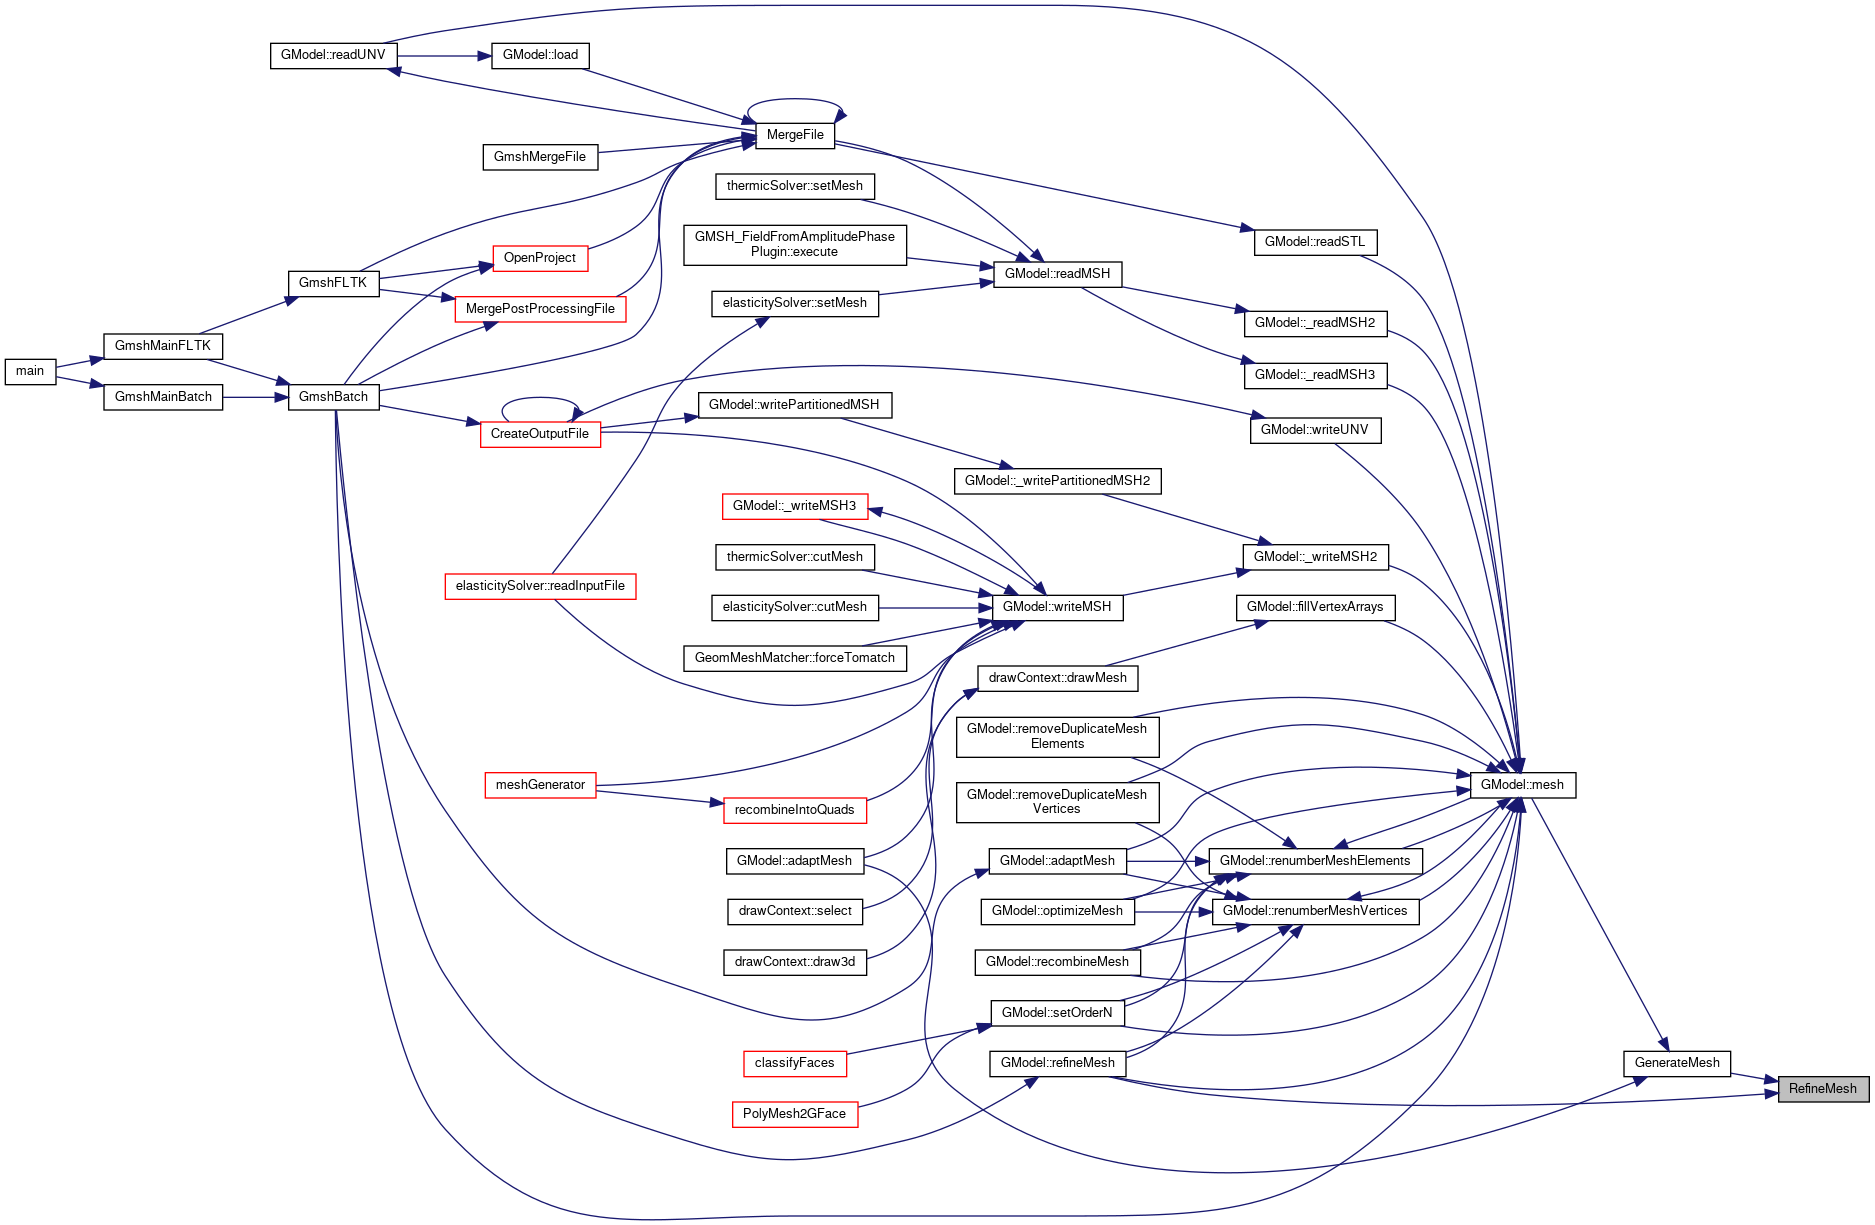 GModel::readUNV
GModel::load
MergeFile
GmshMergeFile
thermicSolver::setMesh
GMSH_FieldFromAmplitudePhase
Plugin::execute
GModel::readSTL
OpenProject
GModel::readMSH
GmshFLTK
MergePostProcessingFile
elasticitySolver::setMesh
GModel::_readMSH2
GmshMainFLTK
main
GModel::_readMSH3
GmshMainBatch
GmshBatch
GModel::writePartitionedMSH
CreateOutputFile
GModel::writeUNV
GModel::_writePartitionedMSH2
GModel::_writeMSH3
thermicSolver::cutMesh
GModel::_writeMSH2
elasticitySolver::readInputFile
elasticitySolver::cutMesh
GModel::writeMSH
GModel::fillVertexArrays
GeomMeshMatcher::forceTomatch
drawContext::drawMesh
GModel::removeDuplicateMesh
Elements
meshGenerator
GModel::mesh
recombineIntoQuads
GModel::removeDuplicateMesh
Vertices
GModel::adaptMesh
GModel::adaptMesh
GModel::renumberMeshElements
drawContext::select
GModel::optimizeMesh
GModel::renumberMeshVertices
drawContext::draw3d
GModel::recombineMesh
GModel::setOrderN
classifyFaces
GModel::refineMesh
GenerateMesh
RefineMesh
PolyMesh2GFace